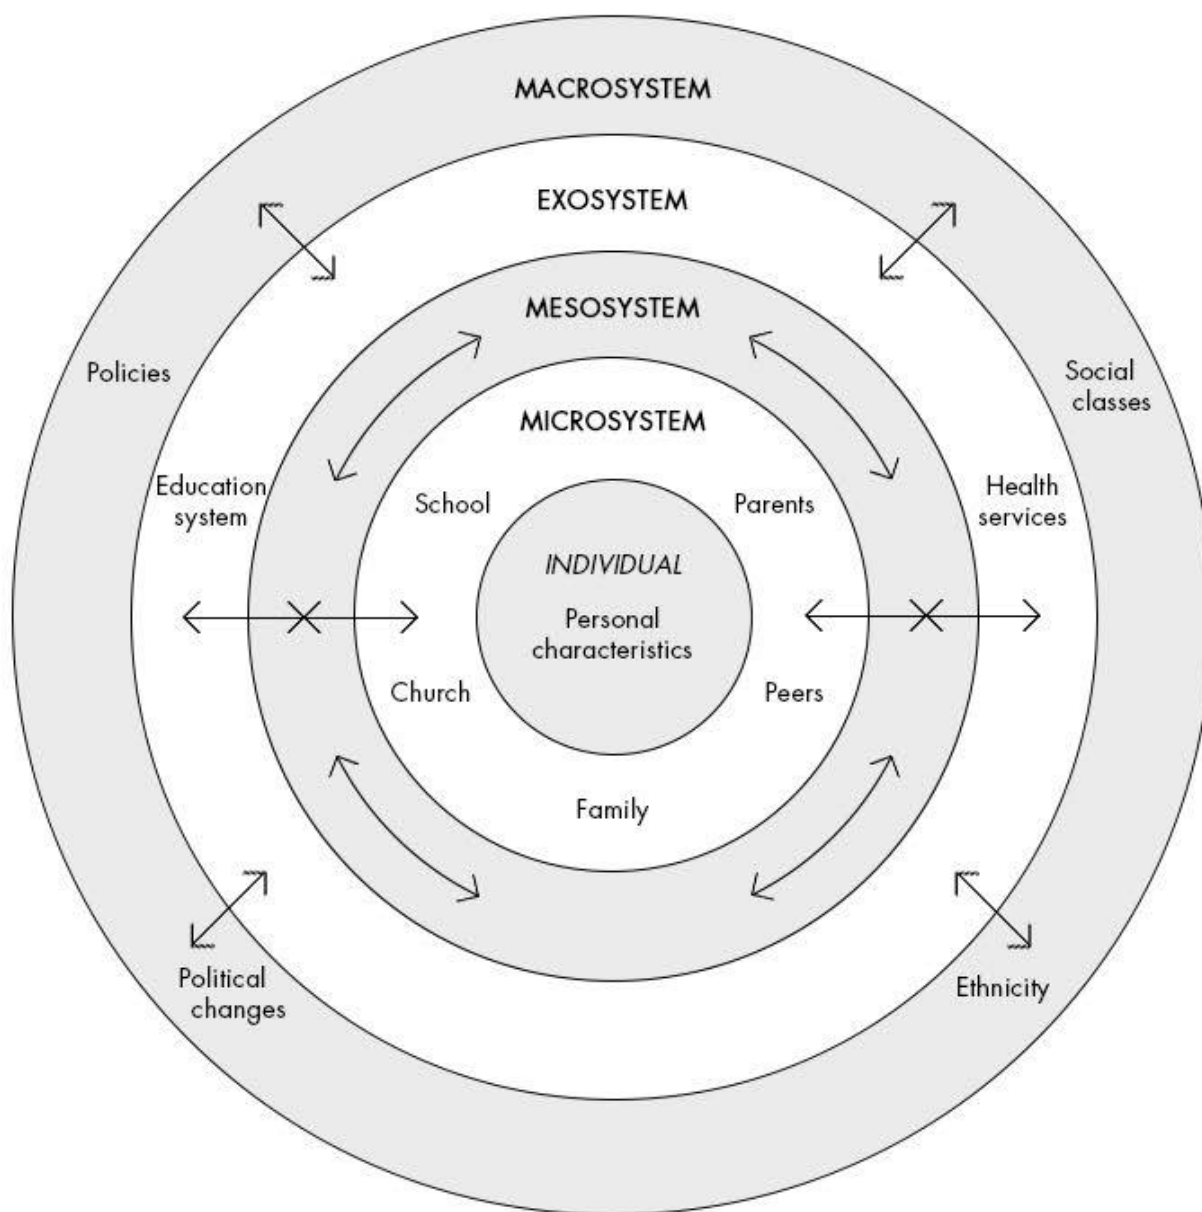 MACROSYSTEM
EXOSYSTEM
MESOSYSTEM
Policies
Social
classes
MICROSYSTEM
Education
system
School
Parents
Health
services
INDIVIDUAL
Personal
characteristics
Church
Peers
Family
Political
changes
Ethnicity